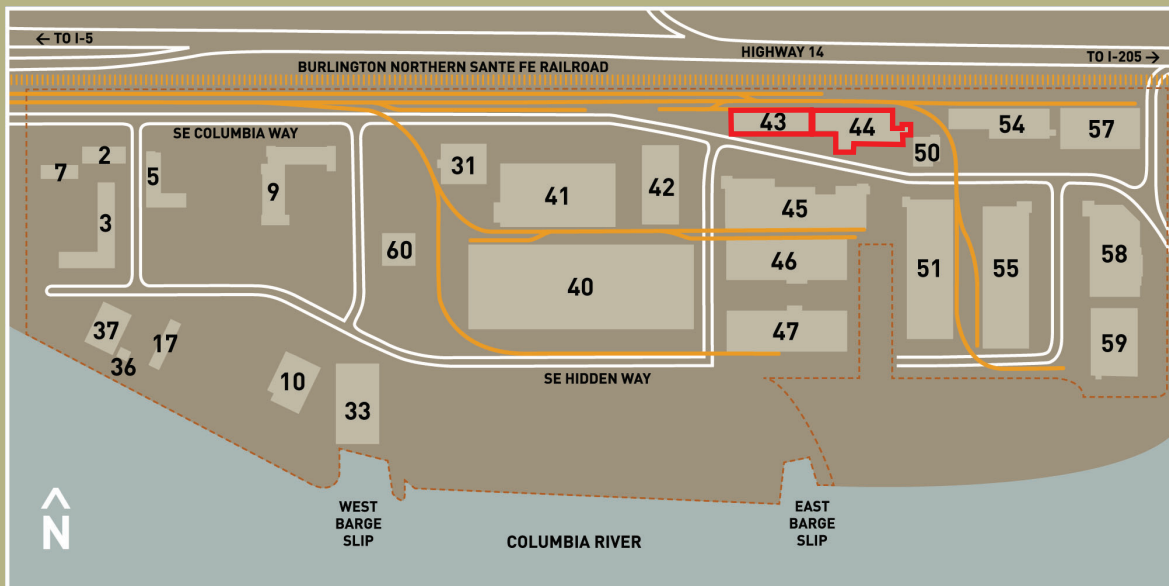 ← TO I-5
HIGHWAY 14
TO I-205 →
BURLINGTON NORTHERN SANTE FE RAILROAD
SE COLUMBIA WAY
43
44
54
57
50
2
7
5
9
3
31
41
42
45
60
40
46
51
55
58
47
59
37
36
17
10
33
SE HIDDEN WAY
N
WEST
BARGE
SLIP
COLUMBIA RIVER
EAST
BARGE
SLIP